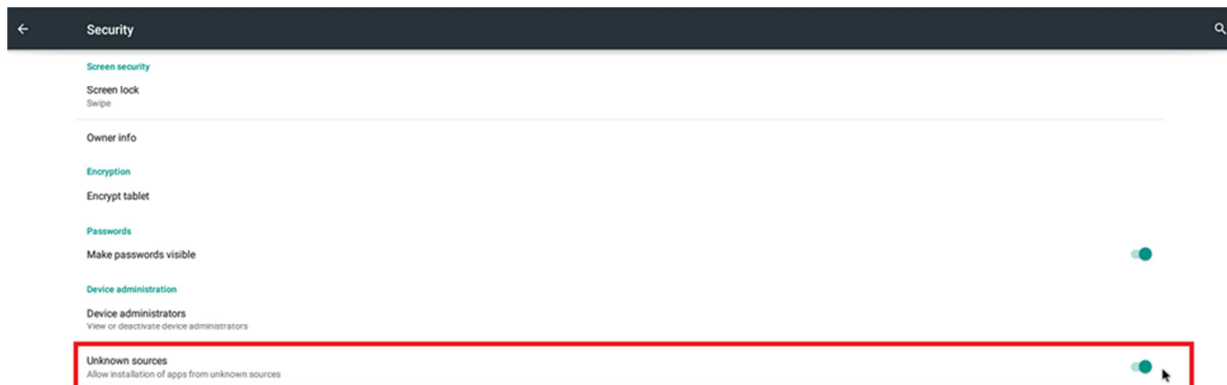 Security
Screen security
Screen lock
Swipe
Owner info
Encryption
Encrypt tablet
Passwords
Make passwords visible
Device administration
Device administrators
View or deactivate device administrators
Unknown sources
Allow installation of apps from unknown sources